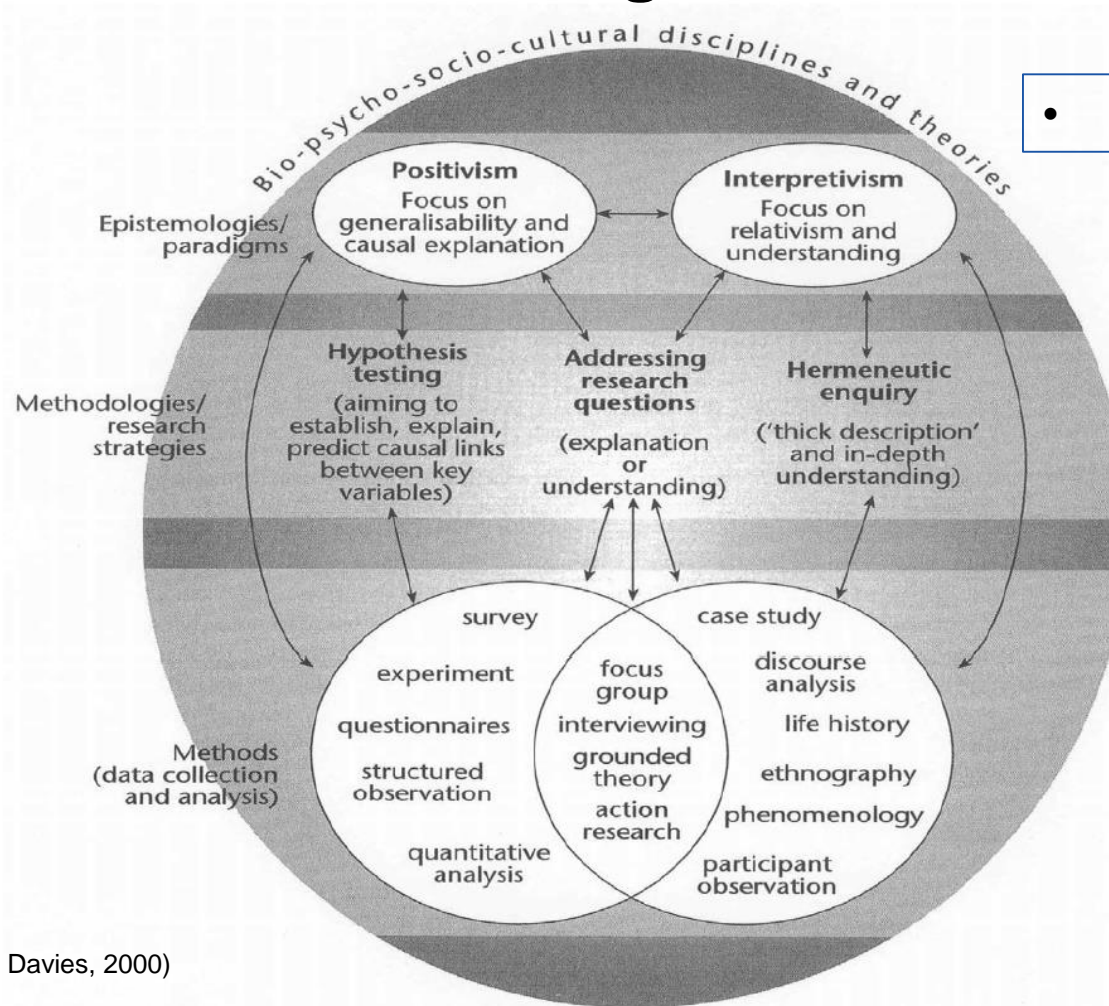 Bio-psycho-socio-cultural disciplines and theories
•
Epistemologies/
paradigms
Positivism
Focus on
generalisability and
causal explanation
Interpretivism
Focus on
relativism and
understanding
Methodologies/
research
strategies
Hypothesis
testing
(aiming to
establish, explain,
predict causal links
between key
variables)
Addressing
research
questions
(explanation
or
understanding)
Hermeneutic
enquiry
('thick description'
and in-depth
understanding)
Methods
(data collection
and analysis)
survey
experiment
questionnaires
structured
observation
quantitative
analysis
focus
group
interviewing
grounded
theory
action
research
case study
discourse
analysis
life history
ethnography
phenomenology
participant
observation
Davies, 2000)